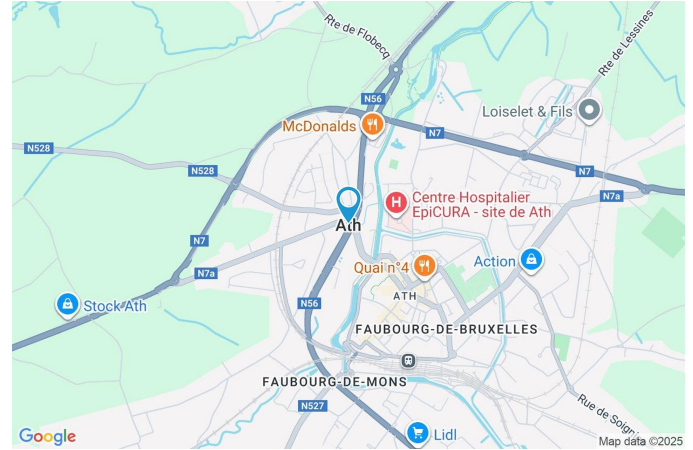 Rte de Flobecq
Rte de Lessines
N56
McDonalds
Loiselet & Fils
N7
N528
N528
N7
Centre Hospitalier
EpiCURA - site de Ath
N7a
Ath
N7
Quai n°4
Action
N7a
Stock Ath
N56
ATH
FAUBOURG-DE-BRUXELLES
FAUBOURG-DE-MONS
N527
Rue de Soign
Lidl
Google
Map data ©2025